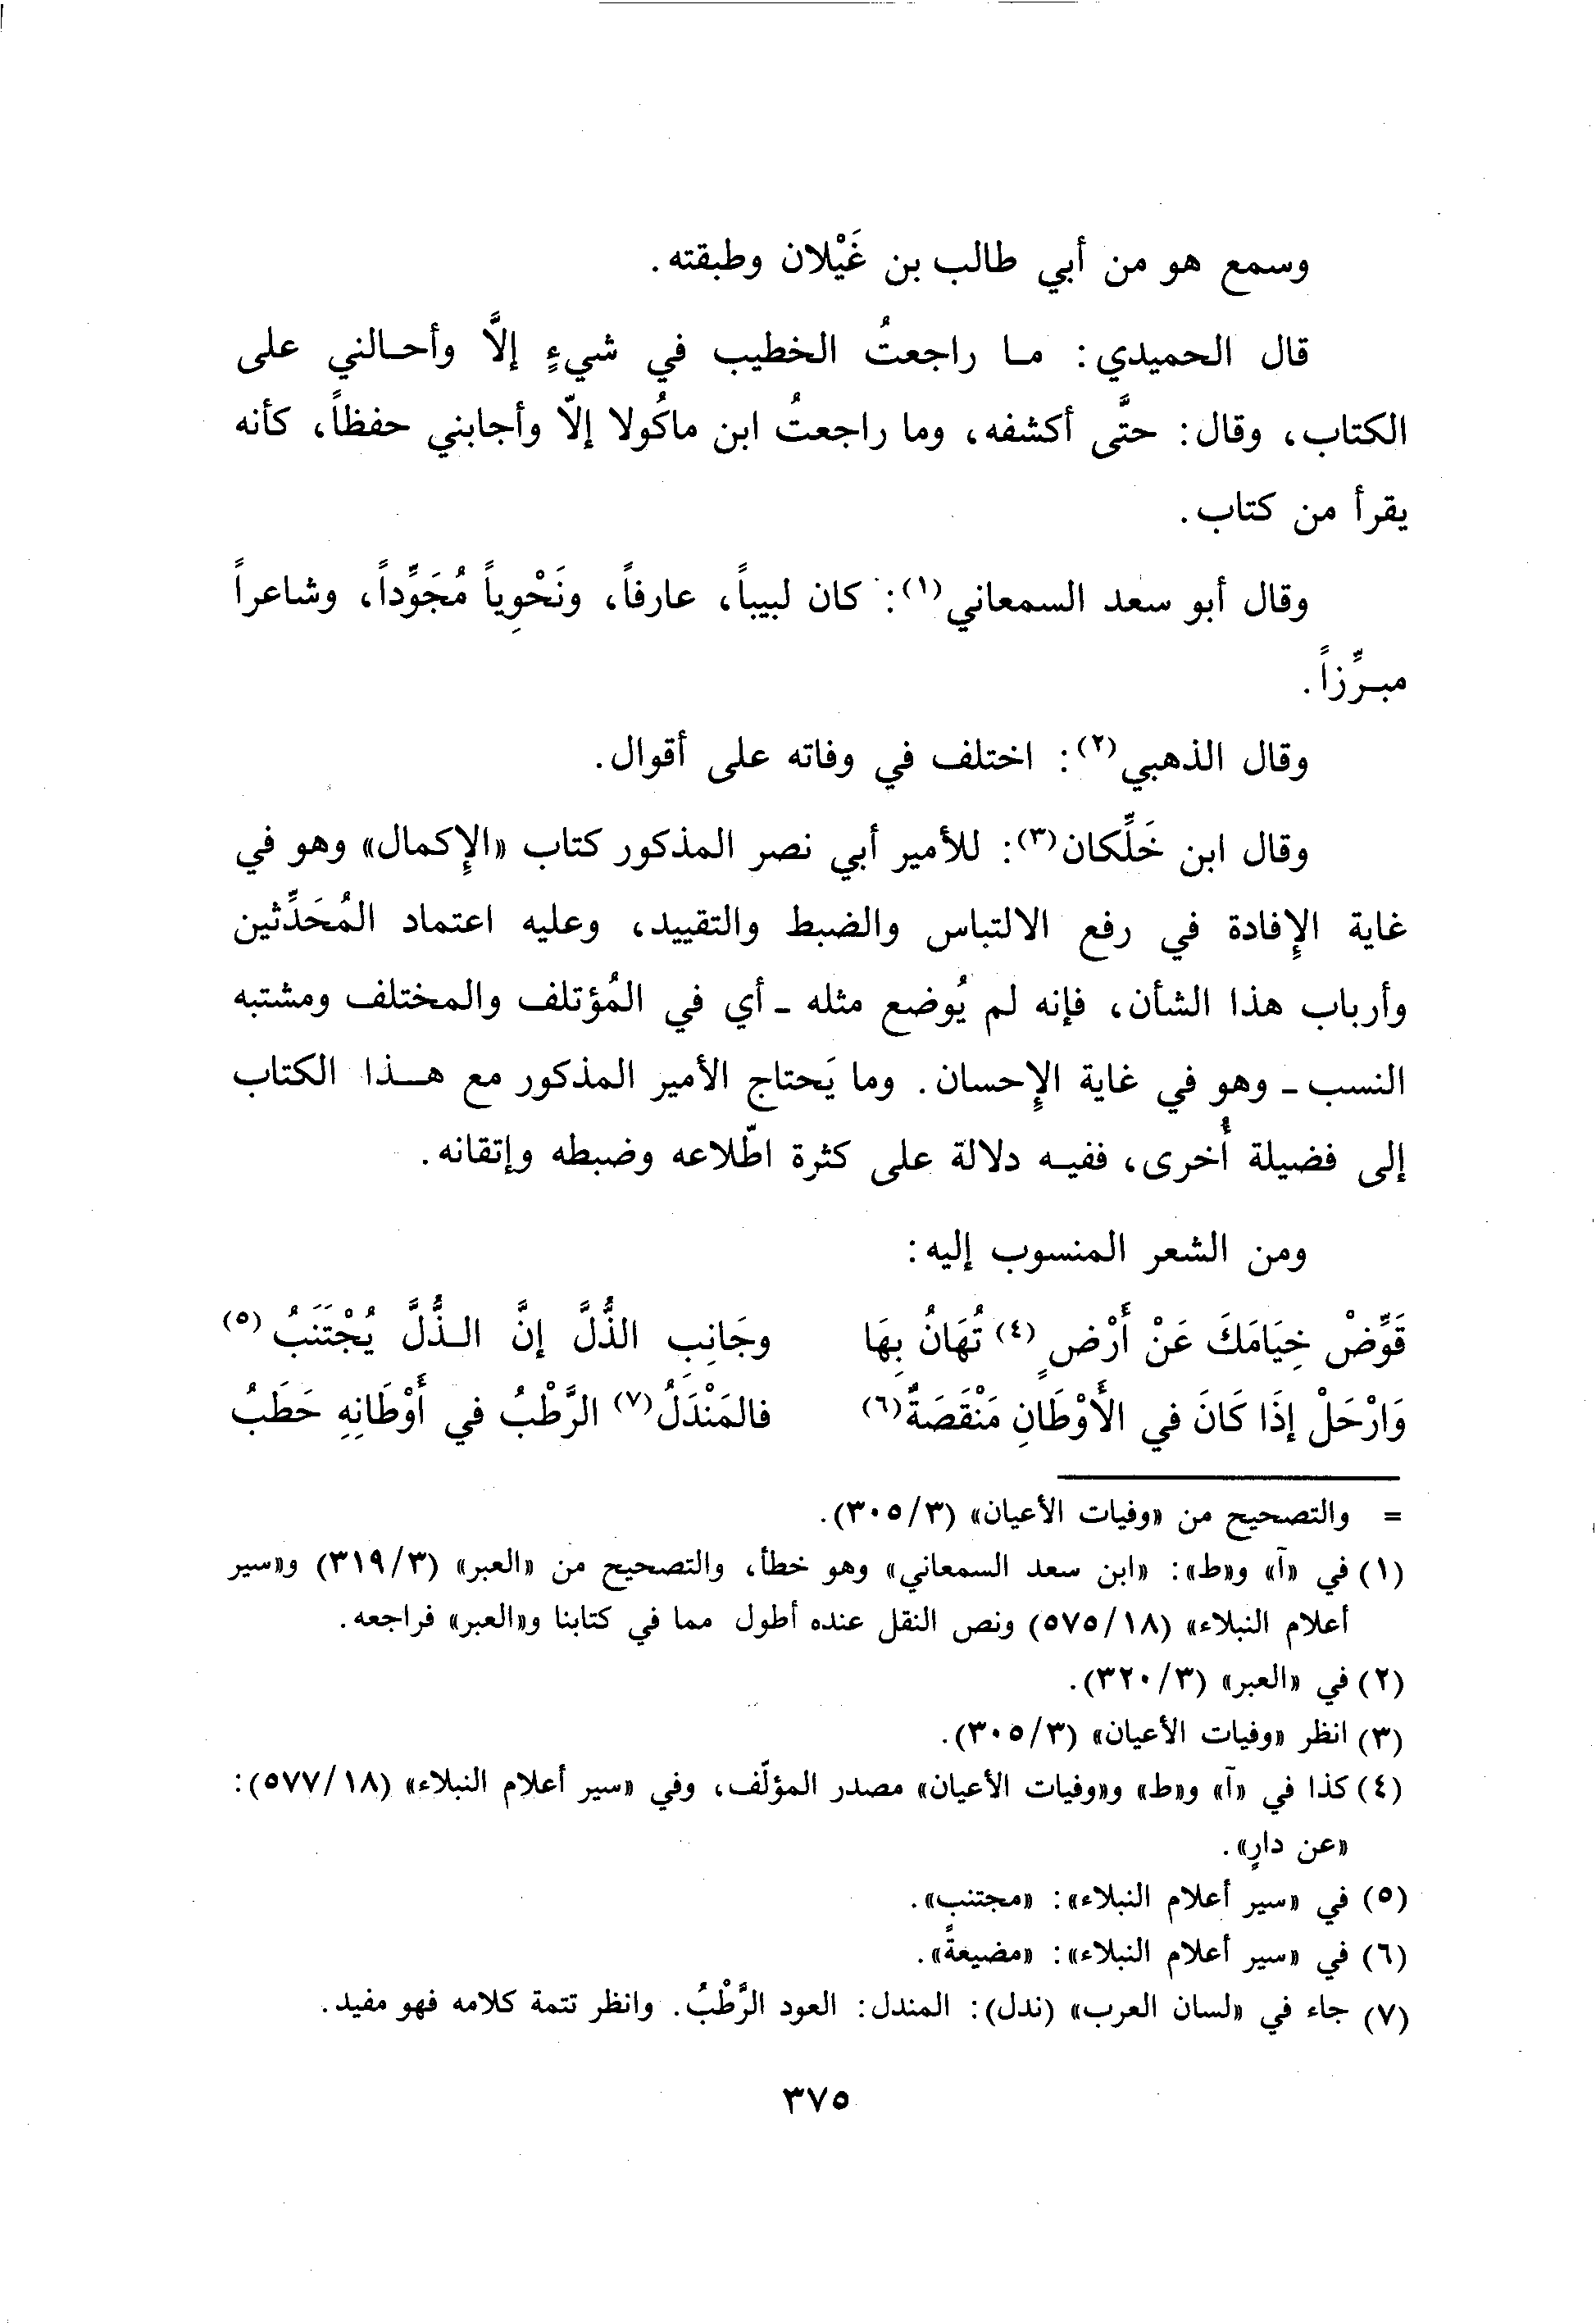 وسمع هو من أبي طالب بن غَيْلان وطبقته.
قال الحميدي: ما راجعتُ الخطيب في شيءٍ إلاَّ وأحالني على
الكتاب، وقال: حتَّى أكشفه، وما راجعتُ ابن ماكُولا إلاّ وأجابني حفظاً، كأنه
يقرأ من كتاب.
وقال أبو سعد السمعاني(١): كان لبيباً، عارفاً، ونَحْوِياً مُجَوِّداً، وشاعراً
مبرِّزاً.
وقال الذهبي(٢): اختلف في وفاته على أقوال.
وقال ابن خَلِّكان(٣): للأمير أبي نصر المذكور كتاب «الإِكمال» وهو في
غاية الإِفادة في رفع الالتباس والضبط والتقييد، وعليه اعتماد المُحَدِّثين
وأرباب هذا الشأن، فإنه لم يُوضع مثله - أي في المُؤتلف والمختلف ومشتبه
النسب - وهو في غاية الإِحسان. وما يَحتاج الأمير المذكور مع هذا الكتاب
إلى فضيلة أُخرى، ففيه دلالة على كثرة اطّلاعه وضبطه وإتقانه.
ومن الشعر المنسوب إليه:
قَوِّضْ خِيَامَكَ عَنْ أَرْضٍ(٤) تُهَانُ بِهَا وجَانِبِ الذُّلَّ إنَّ الذُّلَّ يُجْتَنَبُ(٥)
وَارْحَلْ إذَا كَانَ في الأَوْطَانِ مَنْقَصَةٌ(٦) فالمَنْدَلُ(٧) الرَّطْبُ في أَوْطَانِهِ حَطَبُ
= والتصحيح من «وفيات الأعيان» (٣٠٥/٣).
(١) في «آ» و«ط»: «ابن سعد السمعاني» وهو خطأ، والتصحيح من «العبر» (٣١٩/٣) و«سير
أعلام النبلاء» (٥٧٥/١٨) ونص النقل عنده أطول مما في كتابنا و«العبر» فراجعه.
(٢) في «العبر» (٣٢٠/٣).
(٣) انظر «وفيات الأعيان» (٣٠٥/٣).
(٤) كذا في «آ» و«ط» و«وفيات الأعيان» مصدر المؤلّف، وفي «سير أعلام النبلاء» (٥٧٧/١٨):
«عن دارٍ».
(٥) في «سير أعلام النبلاء»: «مجتنب».
(٦) في «سير أعلام النبلاء»: «مضيعةً».
(٧) جاء في «لسان العرب» (ندل): المندل: العود الرَّطْبُ. وانظر تتمة كلامه فهو مفيد.
٣٧٥